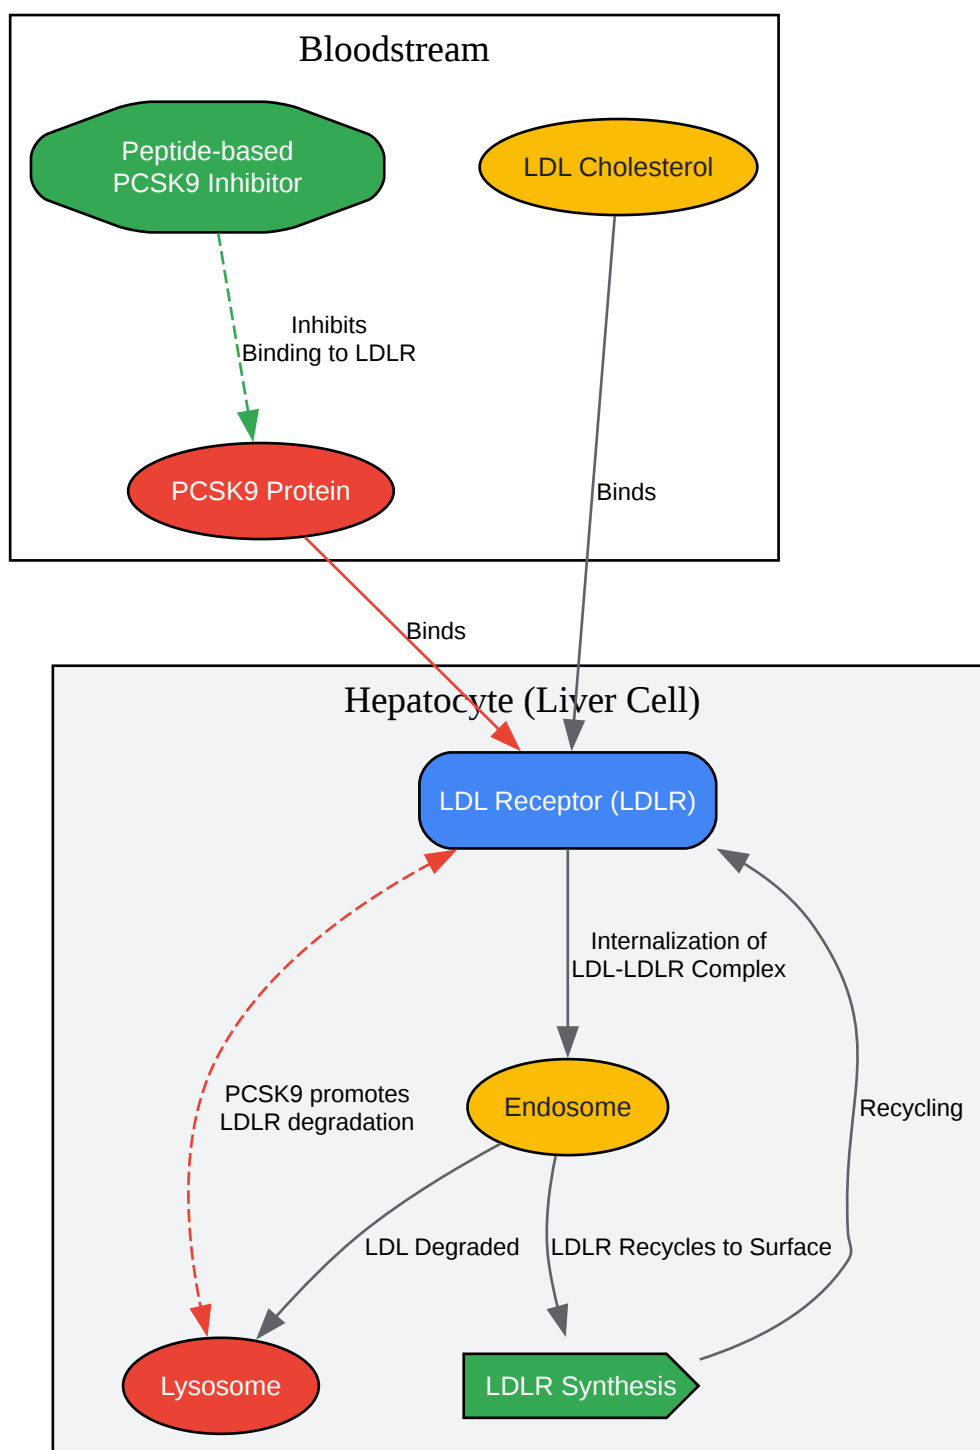 Bloodstream
Peptide-based
PCSK9 Inhibitor
LDL Cholesterol
Inhibits
Binding to LDLR
PCSK9 Protein
Binds
Binds
Hepatocyte (Liver Cell)
LDL Receptor (LDLR)
Internalization of
LDL-LDLR Complex
PCSK9 promotes
LDLR degradation
Endosome
Recycling
LDL Degraded
LDLR Recycles to Surface
Lysosome
LDLR Synthesis